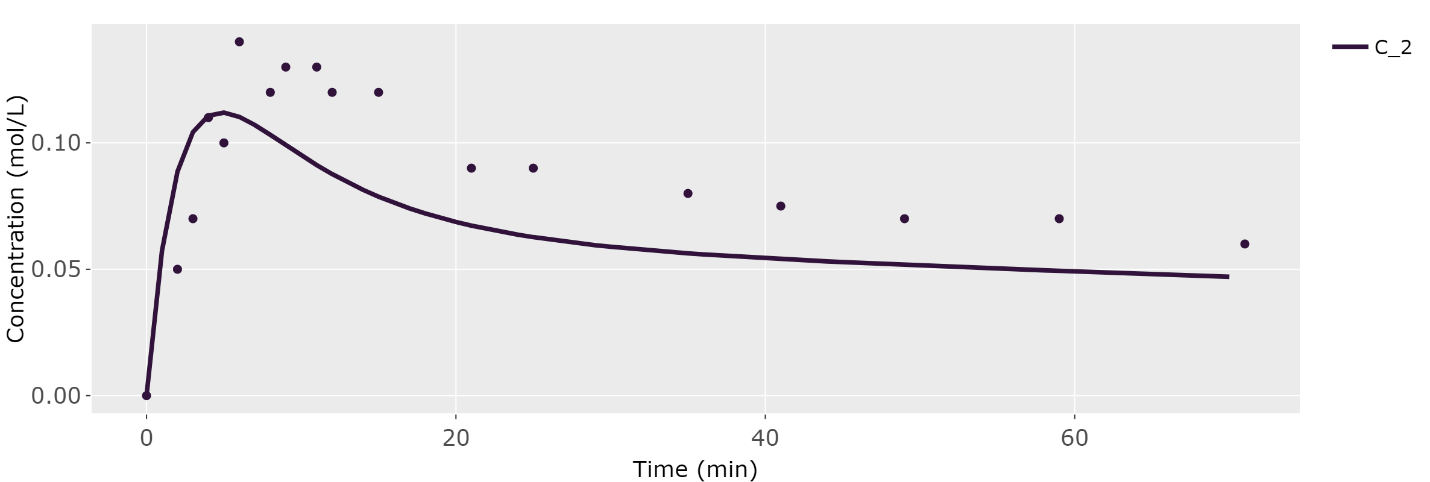 C_2
Concentration (mol/L)
0.10
0.05
0.00
0 20 40 60
Time (min)